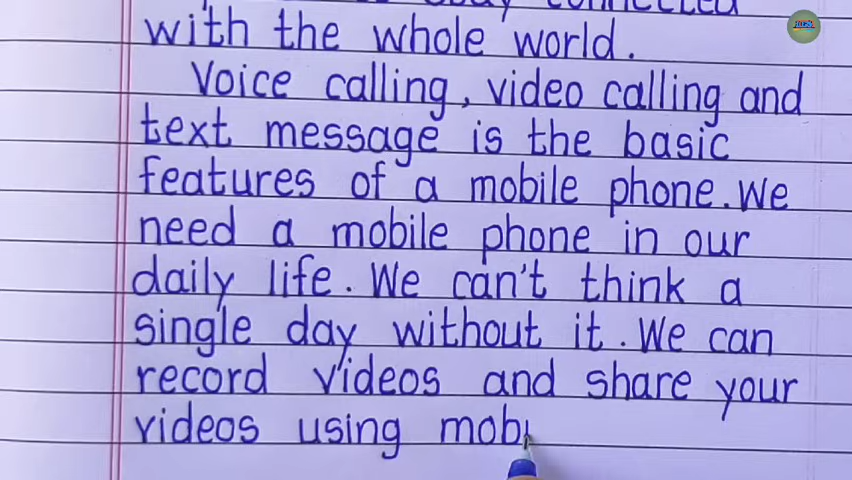 connected
with the whole world.
Voice calling, video calling and
text message is the basic
features of a mobile phone. We
need a mobile phone in our
daily life. We can't think a
single day without it. We can
record videos and share your
videos using mob